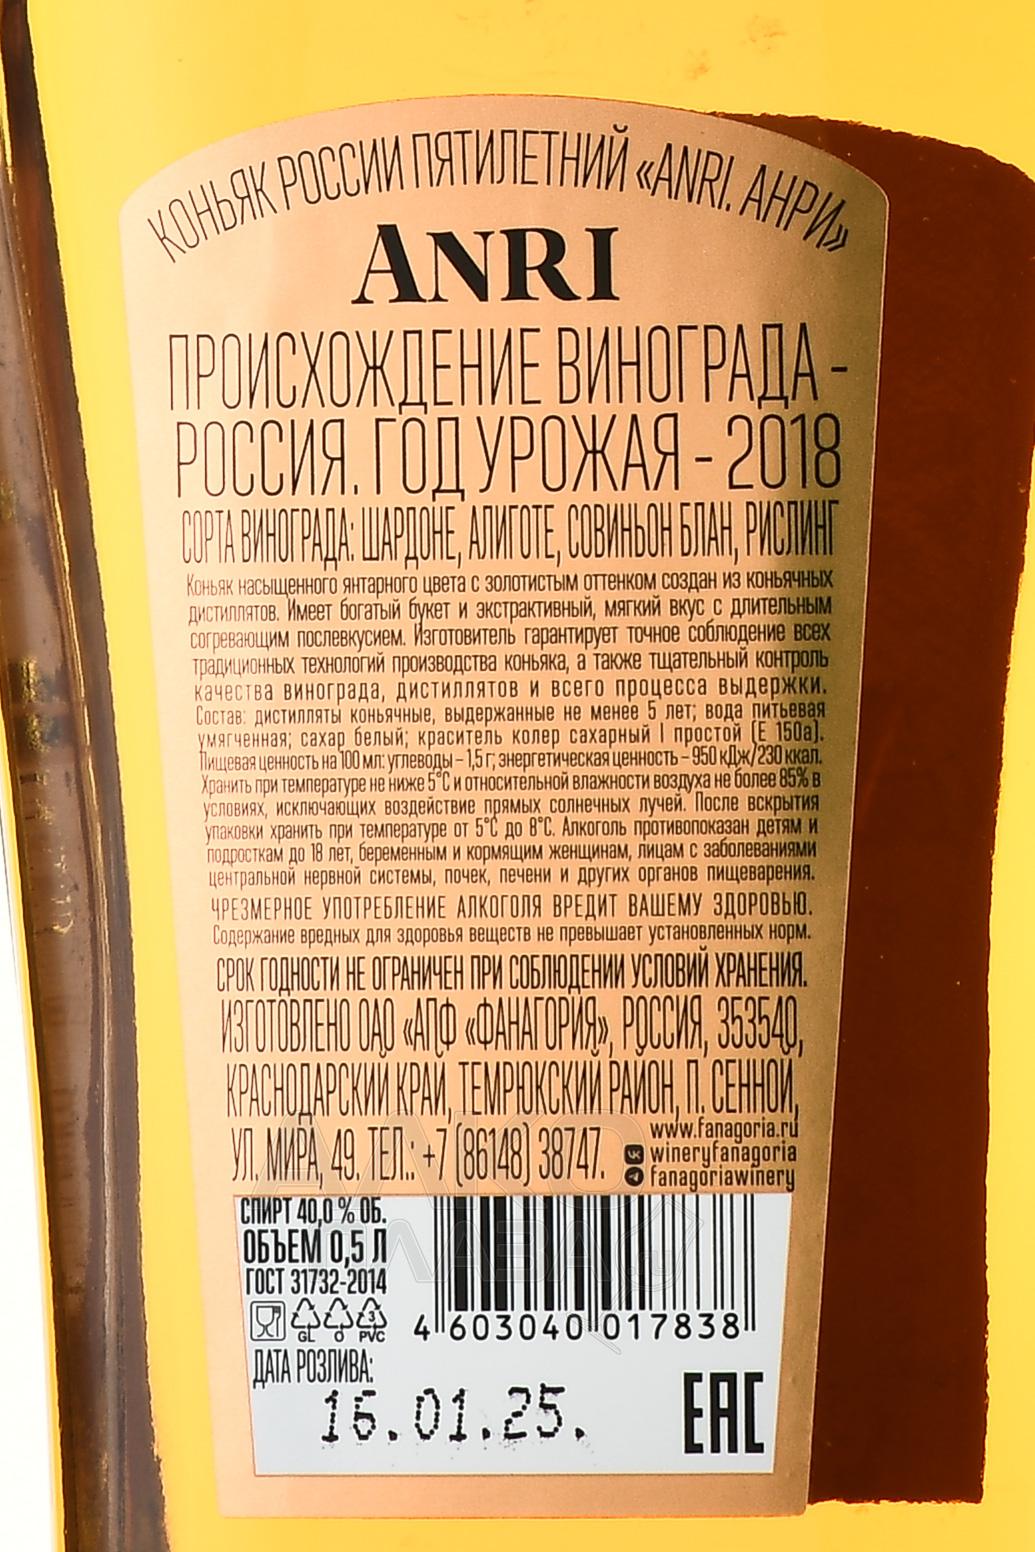 КОНЬЯК РОССИИ ПЯТИЛЕТНИЙ «ANRI. АНРИ»
ANRI
ПРОИСХОЖДЕНИЕ ВИНОГРАДА -
РОССИЯ. ГОД УРОЖАЯ - 2018
СОРТА ВИНОГРАДА: ШАРДОНЕ, АЛИГОТЕ, СОВИНЬОН БЛАН, РИСЛИНГ
Коньяк насыщенного янтарного цвета с золотистым оттенком создан из коньячных
дистиллятов. Имеет богатый букет и экстрактивный, мягкий вкус с длительным
согревающим послевкусием. Изготовитель гарантирует точное соблюдение всех
традиционных технологий производства коньяка, а также тщательный контроль
качества винограда, дистиллятов и всего процесса выдержки.
Состав: дистилляты коньячные, выдержанные не менее 5 лет; вода питьевая
умягченная; сахар белый; краситель колер сахарный I простой (Е 150а).
Пищевая ценность на 100 мл: углеводы – 1,5 г; энергетическая ценность – 950 кДж/230 ккал.
Хранить при температуре не ниже 5°С и относительной влажности воздуха не более 85% в
условиях, исключающих воздействие прямых солнечных лучей. После вскрытия
упаковки хранить при температуре от 5°С до 8°С. Алкоголь противопоказан детям и
подросткам до 18 лет, беременным и кормящим женщинам, лицам с заболеваниями
центральной нервной системы, почек, печени и других органов пищеварения.
ЧРЕЗМЕРНОЕ УПОТРЕБЛЕНИЕ АЛКОГОЛЯ ВРЕДИТ ВАШЕМУ ЗДОРОВЬЮ.
Содержание вредных для здоровья веществ не превышает установленных норм.
СРОК ГОДНОСТИ НЕ ОГРАНИЧЕН ПРИ СОБЛЮДЕНИИ УСЛОВИЙ ХРАНЕНИЯ.
ИЗГОТОВЛЕНО ОАО «АПФ «ФАНАГОРИЯ», РОССИЯ, 353540,
КРАСНОДАРСКИЙ КРАЙ, ТЕМРЮКСКИЙ РАЙОН, П. СЕННОЙ,
УЛ. МИРА, 49. ТЕЛ.: +7 (86148) 38747.
www.fanagoria.ru
wineryfanagoria
fanagoriawinery
СПИРТ 40,0 % ОБ.
ОБЪЕМ 0,5 Л
ГОСТ 31732-2014
GL 0 3 PVC
4 603040 017838
ДАТА РОЗЛИВА:
16.01.25.
EAC